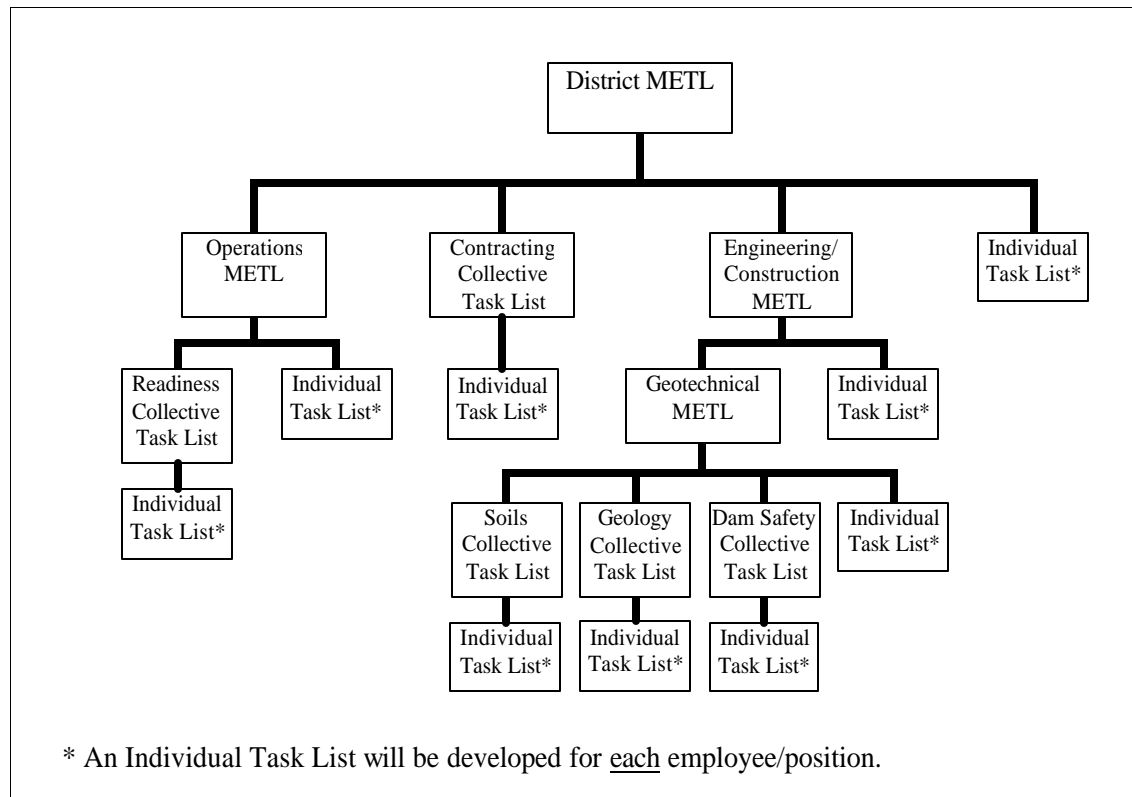 District METL
Operations
METL
Contracting
Collective
Task List
Engineering/
Construction
METL
Individual
Task List*
Readiness
Collective
Task List
Individual
Task List*
Individual
Task List*
Geotechnical
METL
Individual
Task List*
Individual
Task List*
Soils
Collective
Task List
Geology
Collective
Task List
Dam Safety
Collective
Task List
Individual
Task List*
Individual
Task List*
Individual
Task List*
Individual
Task List*
* An Individual Task List will be developed for each employee/position.